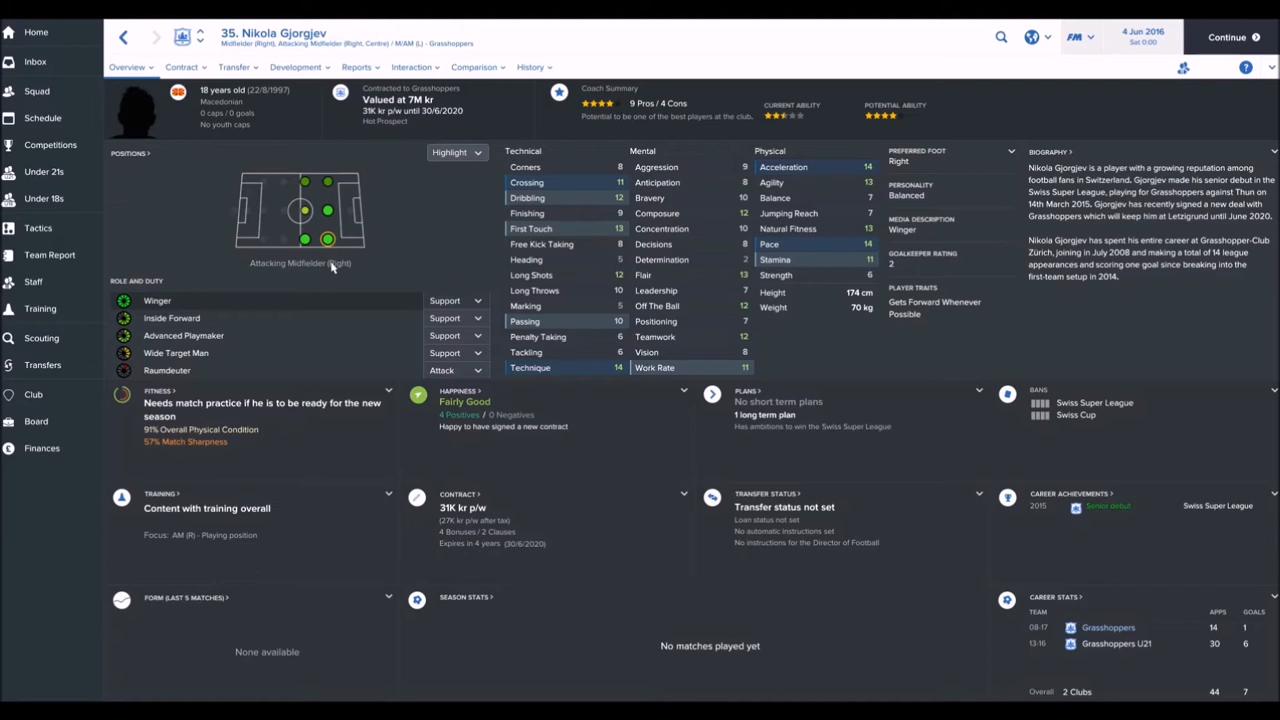 Home
Inbox
Squad
Schedule
Competitions
Under 21s
Under 18s
Tactics
Team Report
Staff
Training
Scouting
Transfers
Club
Board
Finances
35. Nikola Gjorgjev
Midfielder (Right), Attacking Midfielder (Right, Centre) / M/AM (L) - Grasshoppers
FM
4 Jun 2016
Sat 0:00
Continue
Overview Contract Transfer Development Reports Interaction Comparison History
?
18 years old (22/8/1997)
Macedonian
0 caps / 0 goals
No youth caps
Contracted to Grasshoppers
Valued at 7M kr
31K kr p/w until 30/6/2020
Hot Prospect
Coach Summary
9 Pros / 4 Cons
Potential to be one of the best players at the club.
CURRENT ABILITY
POTENTIAL ABILITY
POSITIONS >
Highlight
Attacking Midfielder (Right)
ROLE AND DUTY
Winger Support
Inside Forward Support
Advanced Playmaker Support
Wide Target Man Support
Raumdeuter Attack
Technical
Corners 8
Crossing 11
Dribbling 12
Finishing 9
First Touch 13
Free Kick Taking 8
Heading 5
Long Shots 12
Long Throws 10
Marking 5
Passing 10
Penalty Taking 6
Tackling 6
Technique 14
Mental
Aggression 9
Anticipation 8
Bravery 10
Composure 12
Concentration 10
Decisions 8
Determination 2
Flair 13
Leadership 7
Off The Ball 12
Positioning 7
Teamwork 12
Vision 8
Work Rate 11
Physical
Acceleration 14
Agility 13
Balance 7
Jumping Reach 7
Natural Fitness 13
Pace 14
Stamina 11
Strength 6
Height 174 cm
Weight 70 kg
PREFERRED FOOT
Right
PERSONALITY
Balanced
MEDIA DESCRIPTION
Winger
GOALKEEPER RATING
2
PLAYER TRAITS
Gets Forward Whenever
Possible
BIOGRAPHY >
Nikola Gjorgjev is a player with a growing reputation among
football fans in Switzerland. Gjorgjev made his senior debut in the
Swiss Super League, playing for Grasshoppers against Thun on
14th March 2015. Gjorgjev has recently signed a new deal with
Grasshoppers which will keep him at Letzigrund until June 2020.
Nikola Gjorgjev has spent his entire career at Grasshopper-Club
Zürich, joining in July 2008 and making a total of 14 league
appearances and scoring one goal since breaking into the
first-team setup in 2014.
FITNESS >
Needs match practice if he is to be ready for the new
season
91% Overall Physical Condition
57% Match Sharpness
HAPPINESS >
Fairly Good
4 Positives / 0 Negatives
Happy to have signed a new contract
PLANS >
No short term plans
1 long term plan
Has ambitions to win the Swiss Super League
BANS
Swiss Super League
Swiss Cup
TRAINING >
Content with training overall
Focus: AM (R) - Playing position
CONTRACT >
31K kr p/w
(27K kr p/w after tax)
4 Bonuses / 2 Clauses
Expires in 4 years (30/6/2020)
TRANSFER STATUS >
Transfer status not set
Loan status not set
No automatic instructions set
No instructions for the Director of Football
CAREER ACHIEVEMENTS >
2015 Senior debut Swiss Super League
FORM (LAST 5 MATCHES) >
None available
SEASON STATS >
No matches played yet
CAREER STATS >
TEAM APPS GOALS
08-17 Grasshoppers 14 1
13-16 Grasshoppers U21 30 6
Overall 2 Clubs 44 7